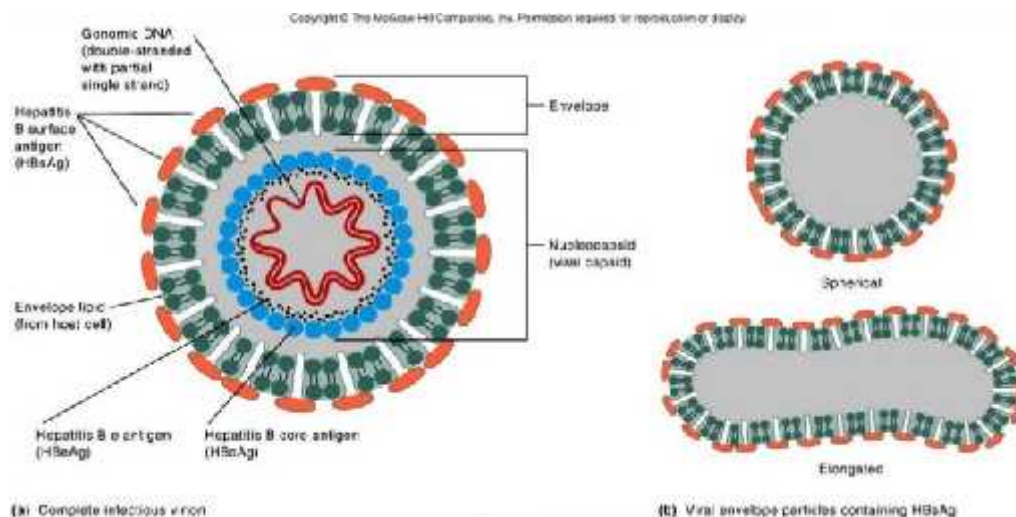 Copyright © The McGraw-Hill Companies, Inc. Permission required for reproduction or display.
Genomic DNA
(double-stranded
with partial
single strand)
Hepatitis
B surface
antigen
(HBsAg)
Envelope
Nucleocapsid
(viral capsid)
Envelope lipid
(from host cell)
Hepatitis B e antigen
(HBeAg)
Hepatitis B core antigen
Spherical
Elongated
(a) Complete infectious virion
(b) Viral envelope particles containing HBsAg